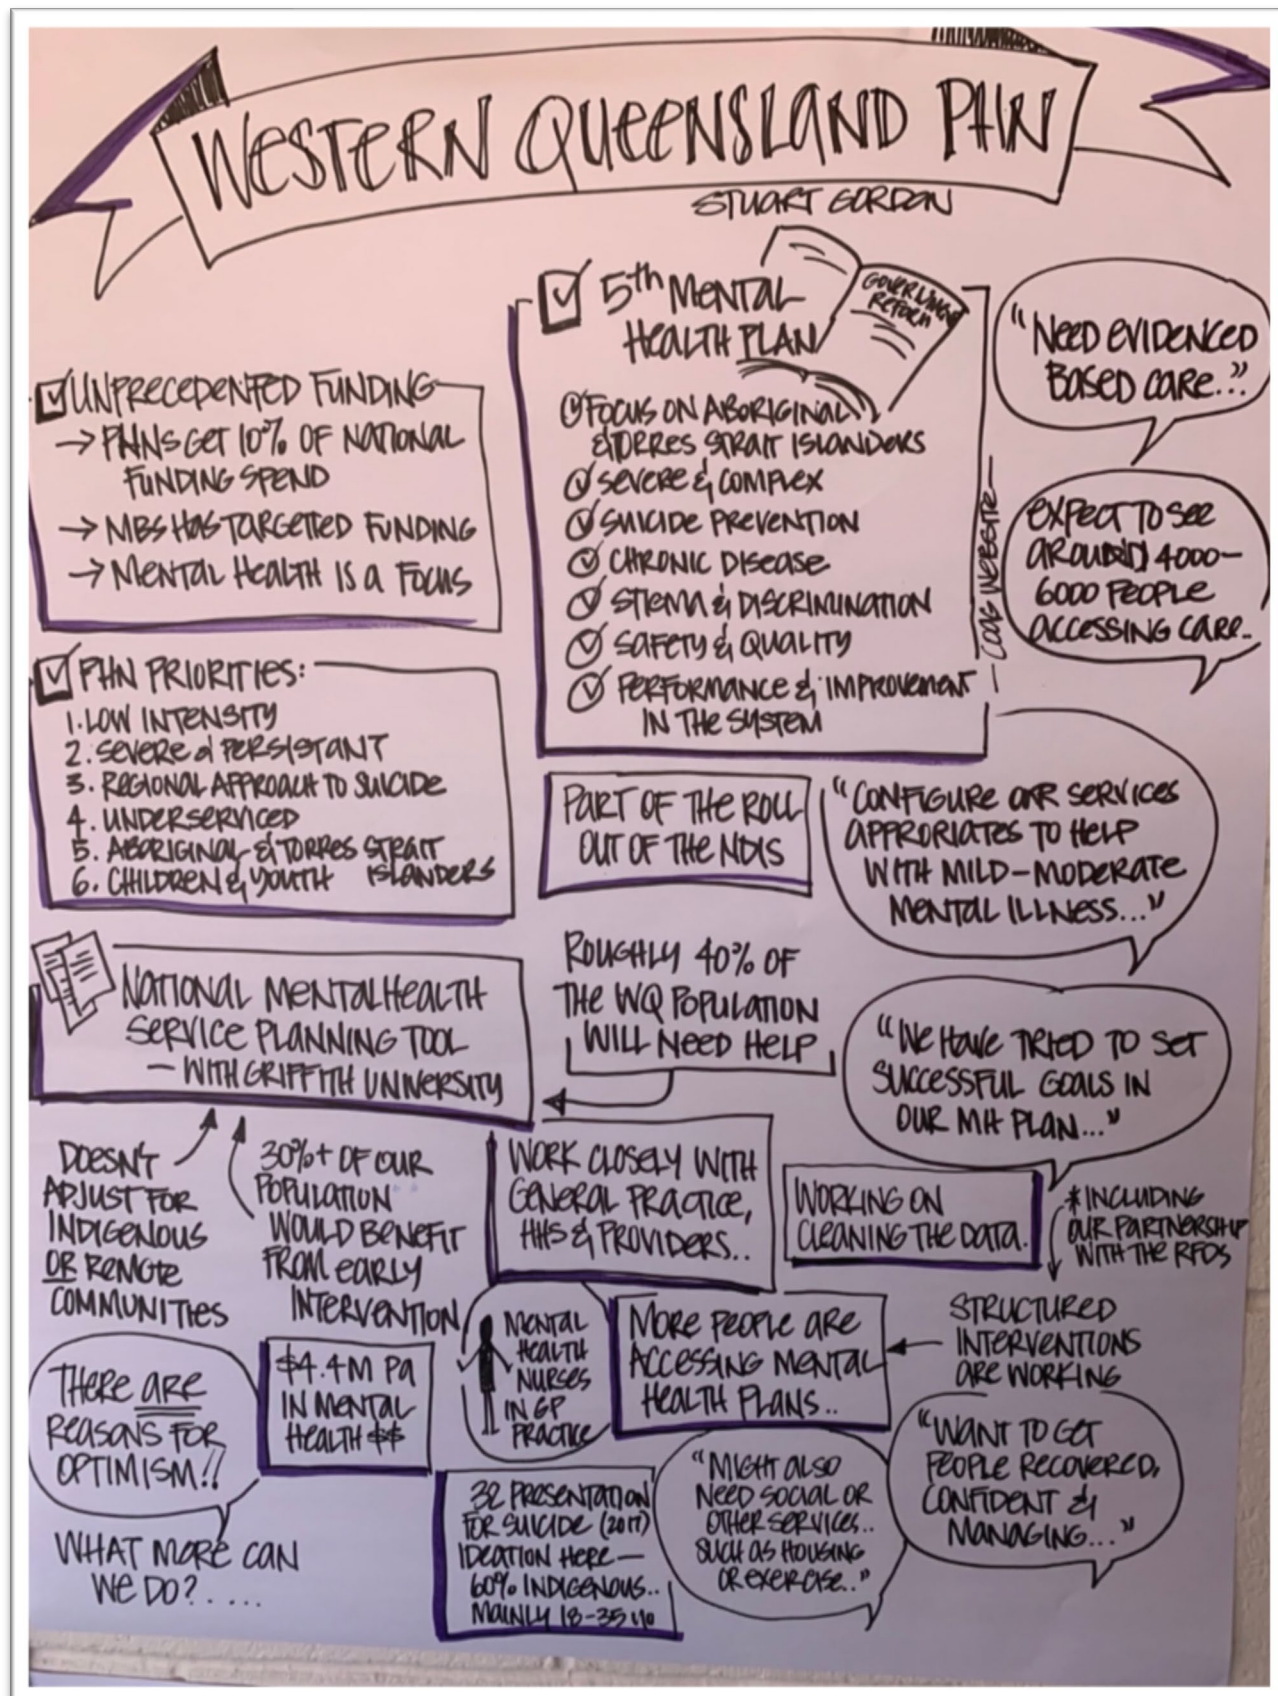 WESTERN QUEENSLAND PHN
STUART GORDON
UNPRECEDENTED FUNDING
→ PHNS GET 10% OF NATIONAL
FUNDING SPEND
→ MBS HAS TARGETTED FUNDING
→ MENTAL HEALTH IS A FOCUS
PHN PRIORITIES:
1. LOW INTENSITY
2. SEVERE & PERSISTANT
3. REGIONAL APPROACH TO SUICIDE
4. UNDERSERVICED
5. ABORIGINAL & TORRES STRAIT
ISLANDERS
6. CHILDREN & YOUTH
5th MENTAL
HEALTH PLAN
GOVERNMENT
REFORM
FOCUS ON ABORIGINAL
& TORRES STRAIT ISLANDERS
SEVERE & COMPLEX
SUICIDE PREVENTION
CHRONIC DISEASE
STIGMA & DISCRIMINATION
SAFETY & QUALITY
PERFORMANCE & IMPROVEMENT
IN THE SYSTEM
— COAG WEBSITE —
"NEED EVIDENCED
BASED CARE..."
EXPECT TO SEE
AROUND 4000-
6000 PEOPLE
ACCESSING CARE..
PART OF THE ROLL
OUT OF THE NDIS
"CONFIGURE OUR SERVICES
APPRORIATES TO HELP
WITH MILD-MODERATE
MENTAL ILLNESS..."
NATIONAL MENTAL HEALTH
SERVICE PLANNING TOOL
— WITH GRIFFITH UNIVERSITY
ROUGHLY 40% OF
THE WQ POPULATION
WILL NEED HELP
"WE HAVE TRIED TO SET
SUCCESSFUL GOALS IN
OUR MH PLAN..."
DOESN'T
ADJUST FOR
INDIGENOUS
OR REMOTE
COMMUNITIES
30%+ OF OUR
POPULATION
WOULD BENEFIT
FROM EARLY
INTERVENTION
WORK CLOSELY WITH
GENERAL PRACTICE,
HHS & PROVIDERS..
WORKING ON
CLEANING THE DATA.
* INCLUDING
OUR PARTNERSHIP
WITH THE RFDS
THERE ARE
REASONS FOR
OPTIMISM!!
WHAT MORE CAN
WE DO?.....
$4.4M PA
IN MENTAL
HEALTH $$
MENTAL
HEALTH
NURSES
IN GP
PRACTICE
MORE PEOPLE ARE
ACCESSING MENTAL
HEALTH PLANS..
STRUCTURED
INTERVENTIONS
ARE WORKING
32 PRESENTATION
FOR SUICIDE (2017)
IDEATION HERE —
60% INDIGENOUS..
MAINLY 18-35 Y/O
"MIGHT ALSO
NEED SOCIAL OR
OTHER SERVICES..
SUCH AS HOUSING
OR EXERCISE.."
"WANT TO GET
PEOPLE RECOVERED,
CONFIDENT &
MANAGING..."